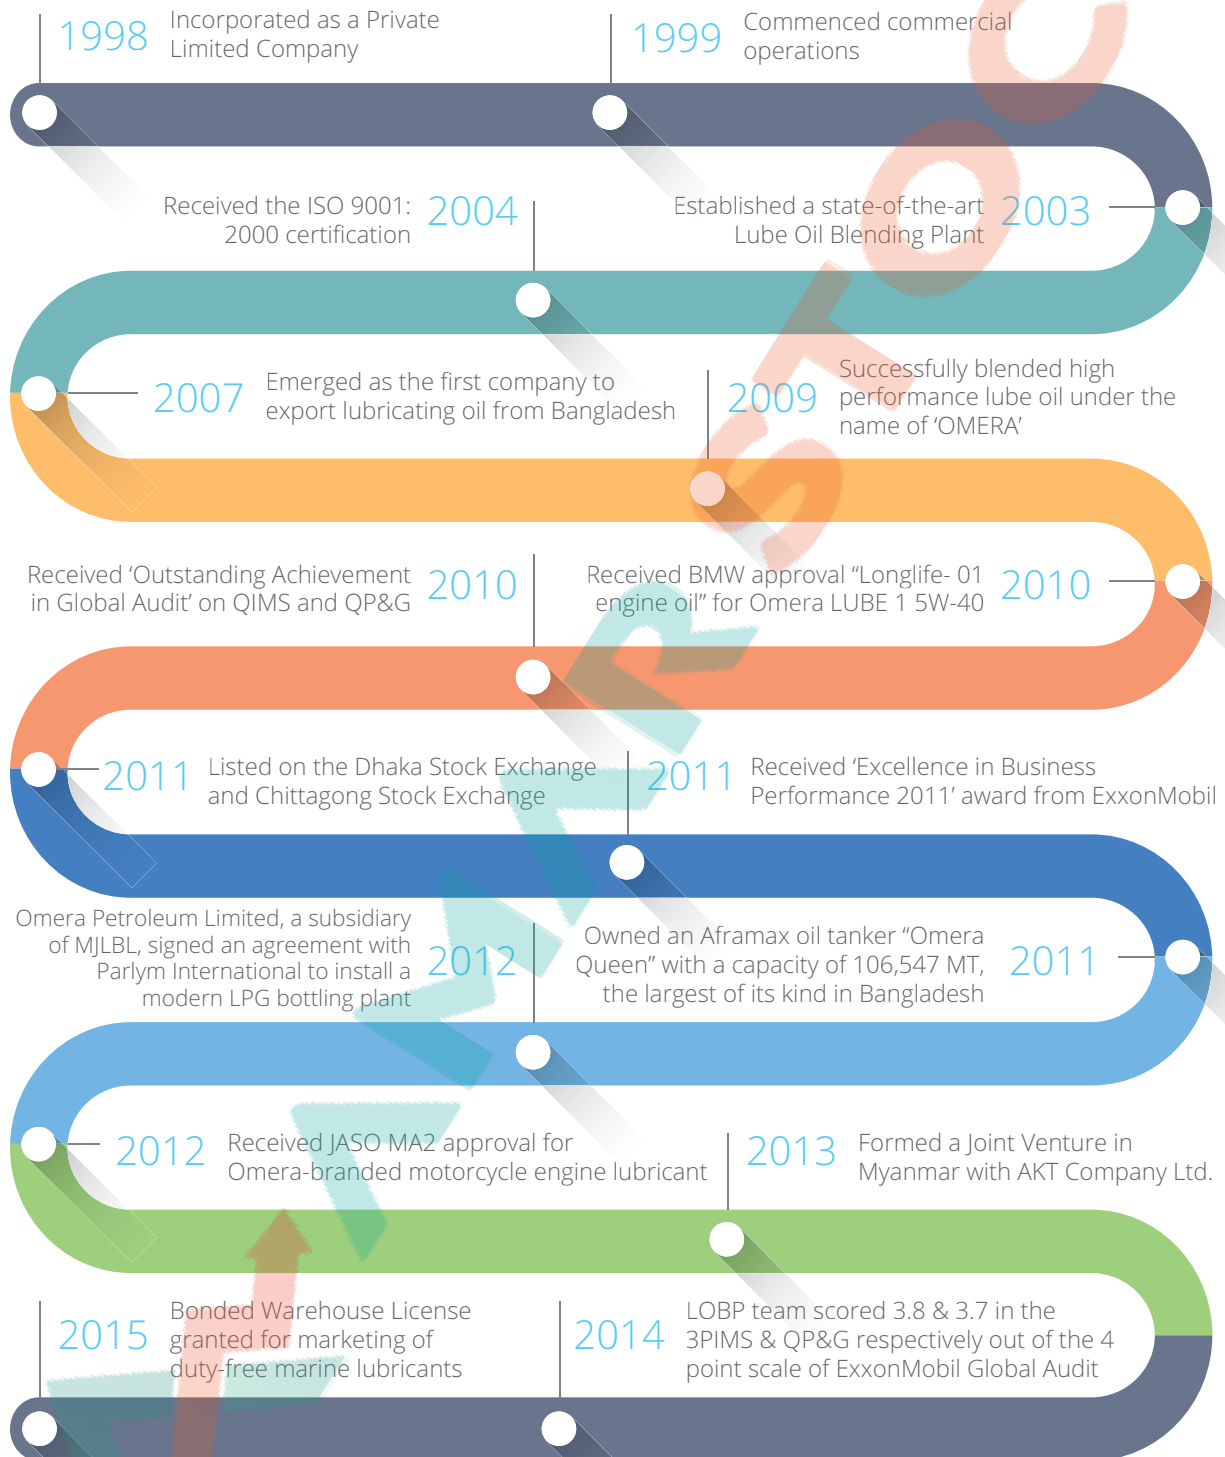 1998
Incorporated as a Private
Limited Company
1999
Commenced commercial
operations
Established a state-of-the-art
Lube Oil Blending Plant
2003
Received the ISO 9001:
2000 certification
2004
2007
Emerged as the first company to
export lubricating oil from Bangladesh
2009
Successfully blended high
performance lube oil under the
name of ‘OMERA’
Received BMW approval “Longlife- 01
engine oil” for Omera LUBE 1 5W-40
2010
Received ‘Outstanding Achievement
in Global Audit’ on QIMS and QP&G
2010
2011
Listed on the Dhaka Stock Exchange
and Chittagong Stock Exchange
2011
Received ‘Excellence in Business
Performance 2011’ award from ExxonMobil
Owned an Aframax oil tanker “Omera
Queen” with a capacity of 106,547 MT,
the largest of its kind in Bangladesh
2011
Omera Petroleum Limited, a subsidiary
of MJLBL, signed an agreement with
Parlym International to install a
modern LPG bottling plant
2012
2012
Received JASO MA2 approval for
Omera-branded motorcycle engine lubricant
2013
Formed a Joint Venture in
Myanmar with AKT Company Ltd.
2014
LOBP team scored 3.8 & 3.7 in the
3PIMS & QP&G respectively out of the 4
point scale of ExxonMobil Global Audit
2015
Bonded Warehouse License
granted for marketing of
duty-free marine lubricants
AMAR STOC